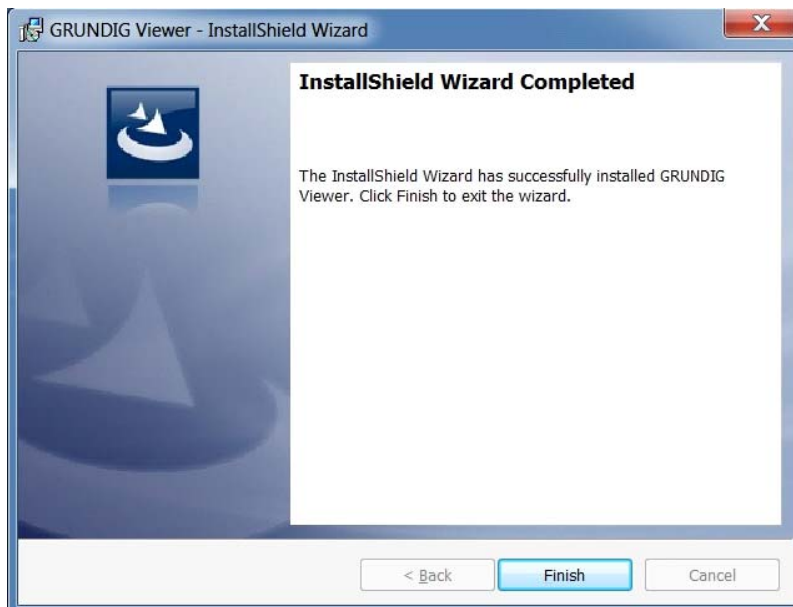 GRUNDIG Viewer - InstallShield Wizard
X
InstallShield Wizard Completed
The InstallShield Wizard has successfully installed GRUNDIG
Viewer. Click Finish to exit the wizard.
< Back
Finish
Cancel